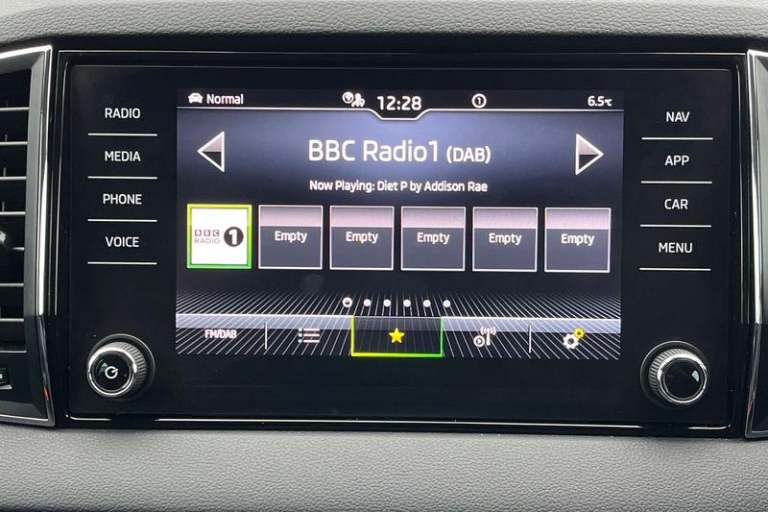 RADIO
MEDIA
PHONE
VOICE
Normal
12:28
1
6.5°C
BBC Radio1 (DAB)
Now Playing: Diet P by Addison Rae
BBC
RADIO 1
Empty
Empty
Empty
Empty
Empty
FM/DAB
NAV
APP
CAR
MENU